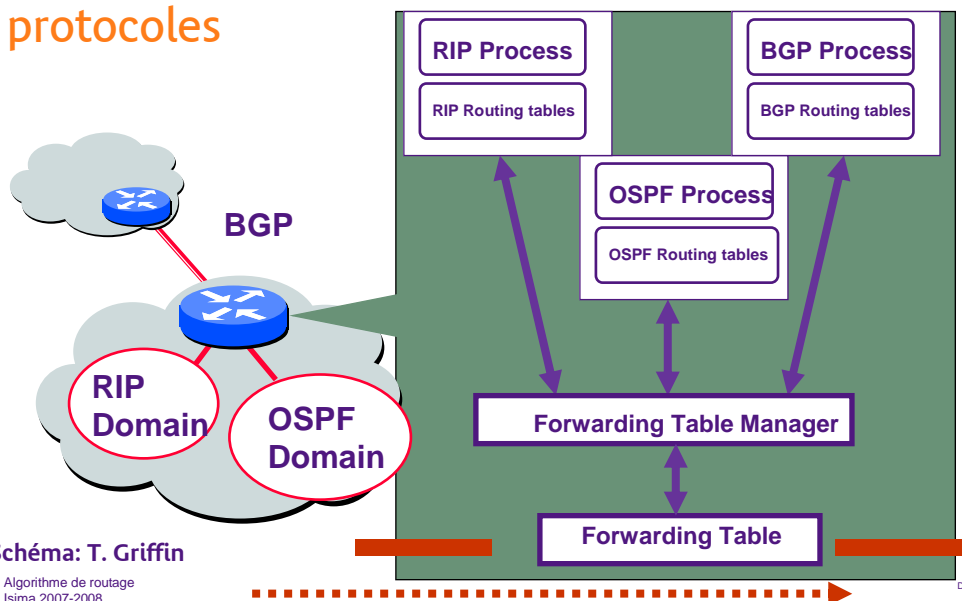 protocoles
RIP Process
RIP Routing tables
BGP Process
BGP Routing tables
OSPF Process
OSPF Routing tables
BGP
RIP
Domain
OSPF
Domain
Forwarding Table Manager
Forwarding Table
Schéma: T. Griffin
Algorithme de routage
Isima 2007-2008
D